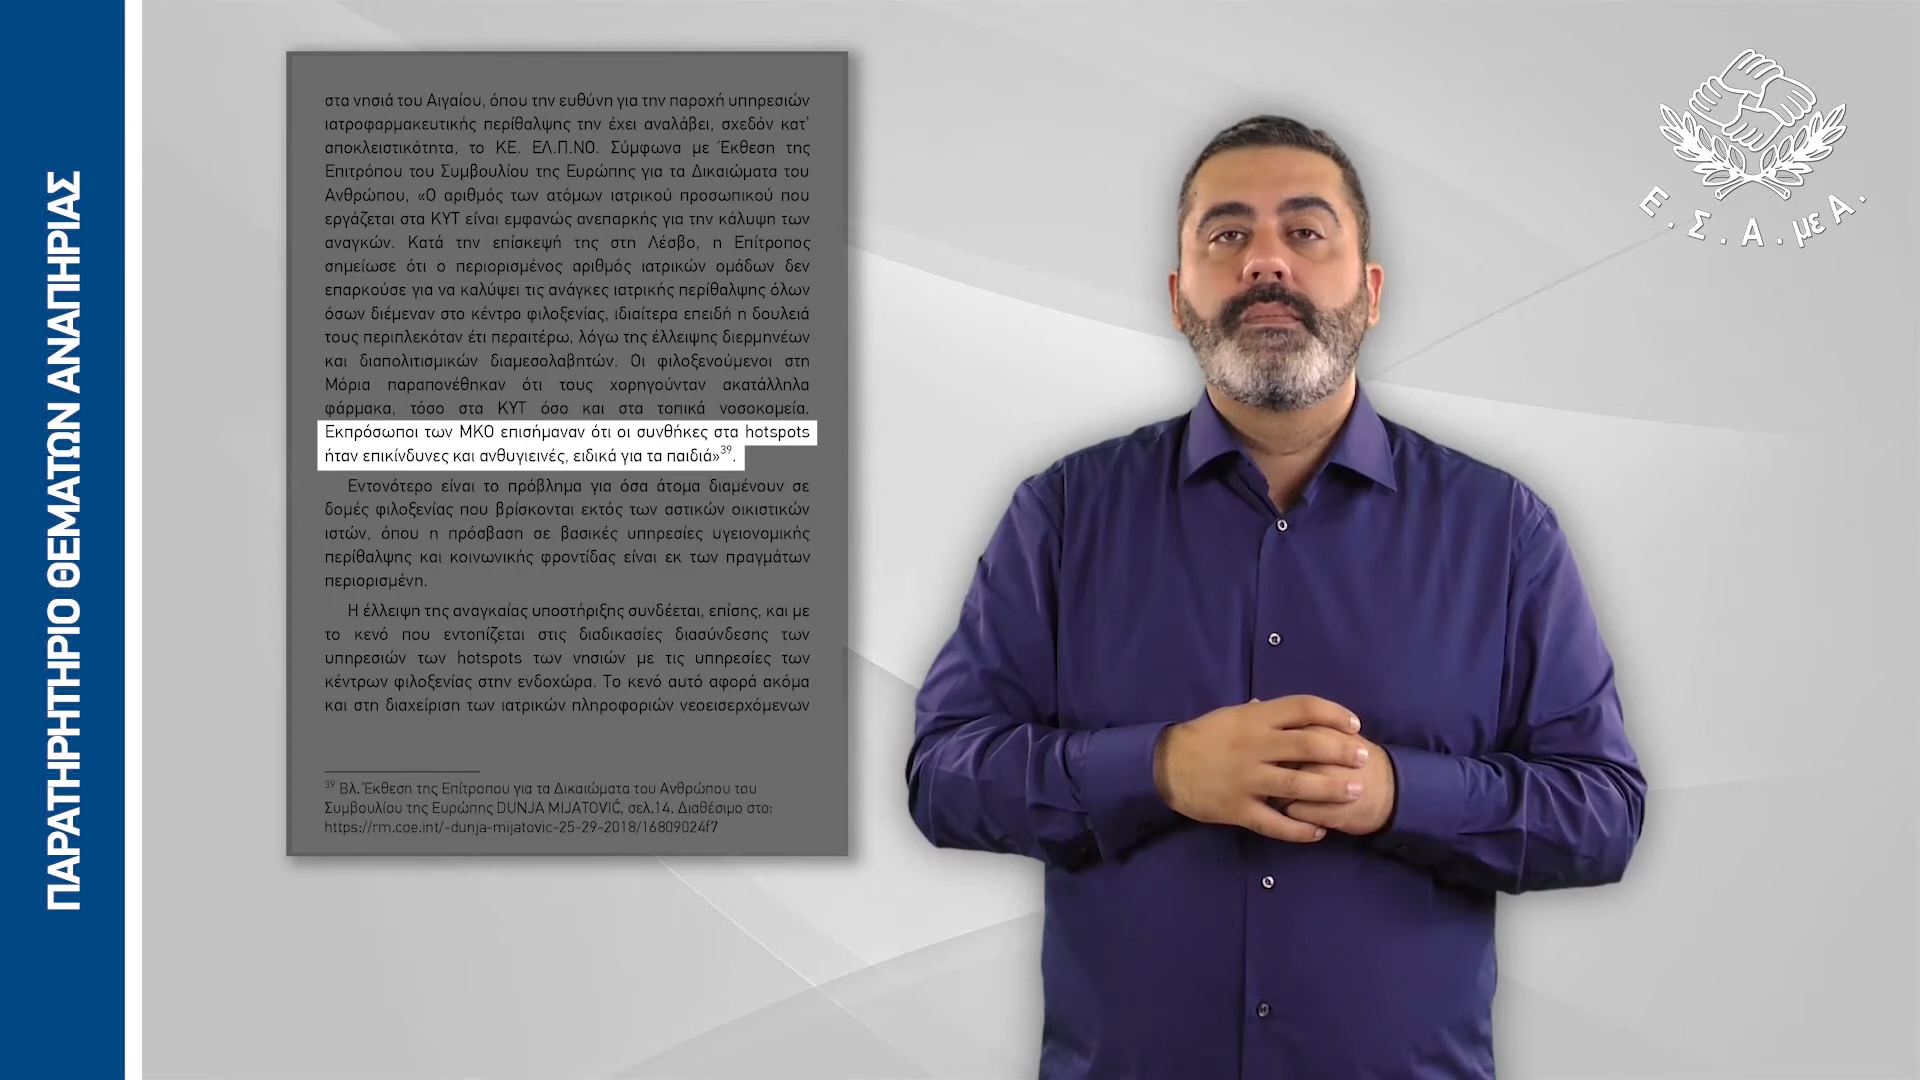 ΠΑΡΑΤΗΡΗΤΗΡΙΟ ΘΕΜΑΤΩΝ ΑΝΑΠΗΡΙΑΣ
στα νησιά του Αιγαίου, όπου την ευθύνη για την παροχή υπηρεσιών
ιατροφαρμακευτικής περίθαλψης την έχει αναλάβει, σχεδόν κατ'
αποκλειστικότητα, το ΚΕ. ΕΛ.Π.ΝΟ. Σύμφωνα με Έκθεση της
Επιτρόπου του Συμβουλίου της Ευρώπης για τα Δικαιώματα του
Ανθρώπου, «Ο αριθμός των ατόμων ιατρικού προσωπικού που
εργάζεται στα ΚΥΤ είναι εμφανώς ανεπαρκής για την κάλυψη των
αναγκών. Κατά την επίσκεψή της στη Λέσβο, η Επίτροπος
σημείωσε ότι ο περιορισμένος αριθμός ιατρικών ομάδων δεν
επαρκούσε για να καλύψει τις ανάγκες ιατρικής περίθαλψης όλων
όσων διέμεναν στο κέντρο φιλοξενίας, ιδιαίτερα επειδή η δουλειά
τους περιπλεκόταν έτι περαιτέρω, λόγω της έλλειψης διερμηνέων
και διαπολιτισμικών διαμεσολαβητών. Οι φιλοξενούμενοι στη
Μόρια παραπονέθηκαν ότι τους χορηγούνταν ακατάλληλα
φάρμακα, τόσο στα ΚΥΤ όσο και στα τοπικά νοσοκομεία.
Εκπρόσωποι των ΜΚΟ επισήμαναν ότι οι συνθήκες στα hotspots
ήταν επικίνδυνες και ανθυγιεινές, ειδικά για τα παιδιά»39.
Εντονότερο είναι το πρόβλημα για όσα άτομα διαμένουν σε
δομές φιλοξενίας που βρίσκονται εκτός των αστικών οικιστικών
ιστών, όπου η πρόσβαση σε βασικές υπηρεσίες υγειονομικής
περίθαλψης και κοινωνικής φροντίδας είναι εκ των πραγμάτων
περιορισμένη.
Η έλλειψη της αναγκαίας υποστήριξης συνδέεται, επίσης, και με
το κενό που εντοπίζεται στις διαδικασίες διασύνδεσης των
υπηρεσιών των hotspots των νησιών με τις υπηρεσίες των
κέντρων φιλοξενίας στην ενδοχώρα. Το κενό αυτό αφορά ακόμα
και στη διαχείριση των ιατρικών πληροφοριών νεοεισερχόμενων
39 Βλ. Έκθεση της Επίτροπου για τα Δικαιώματα του Ανθρώπου του
Συμβουλίου της Ευρώπης DUNJA MIJATOVIĆ, σελ.14. Διαθέσιμο στο:
https://rm.coe.int/-dunja-mijatovic-25-29-2018/16809024f7
Ε.Σ.Α.μεΑ.